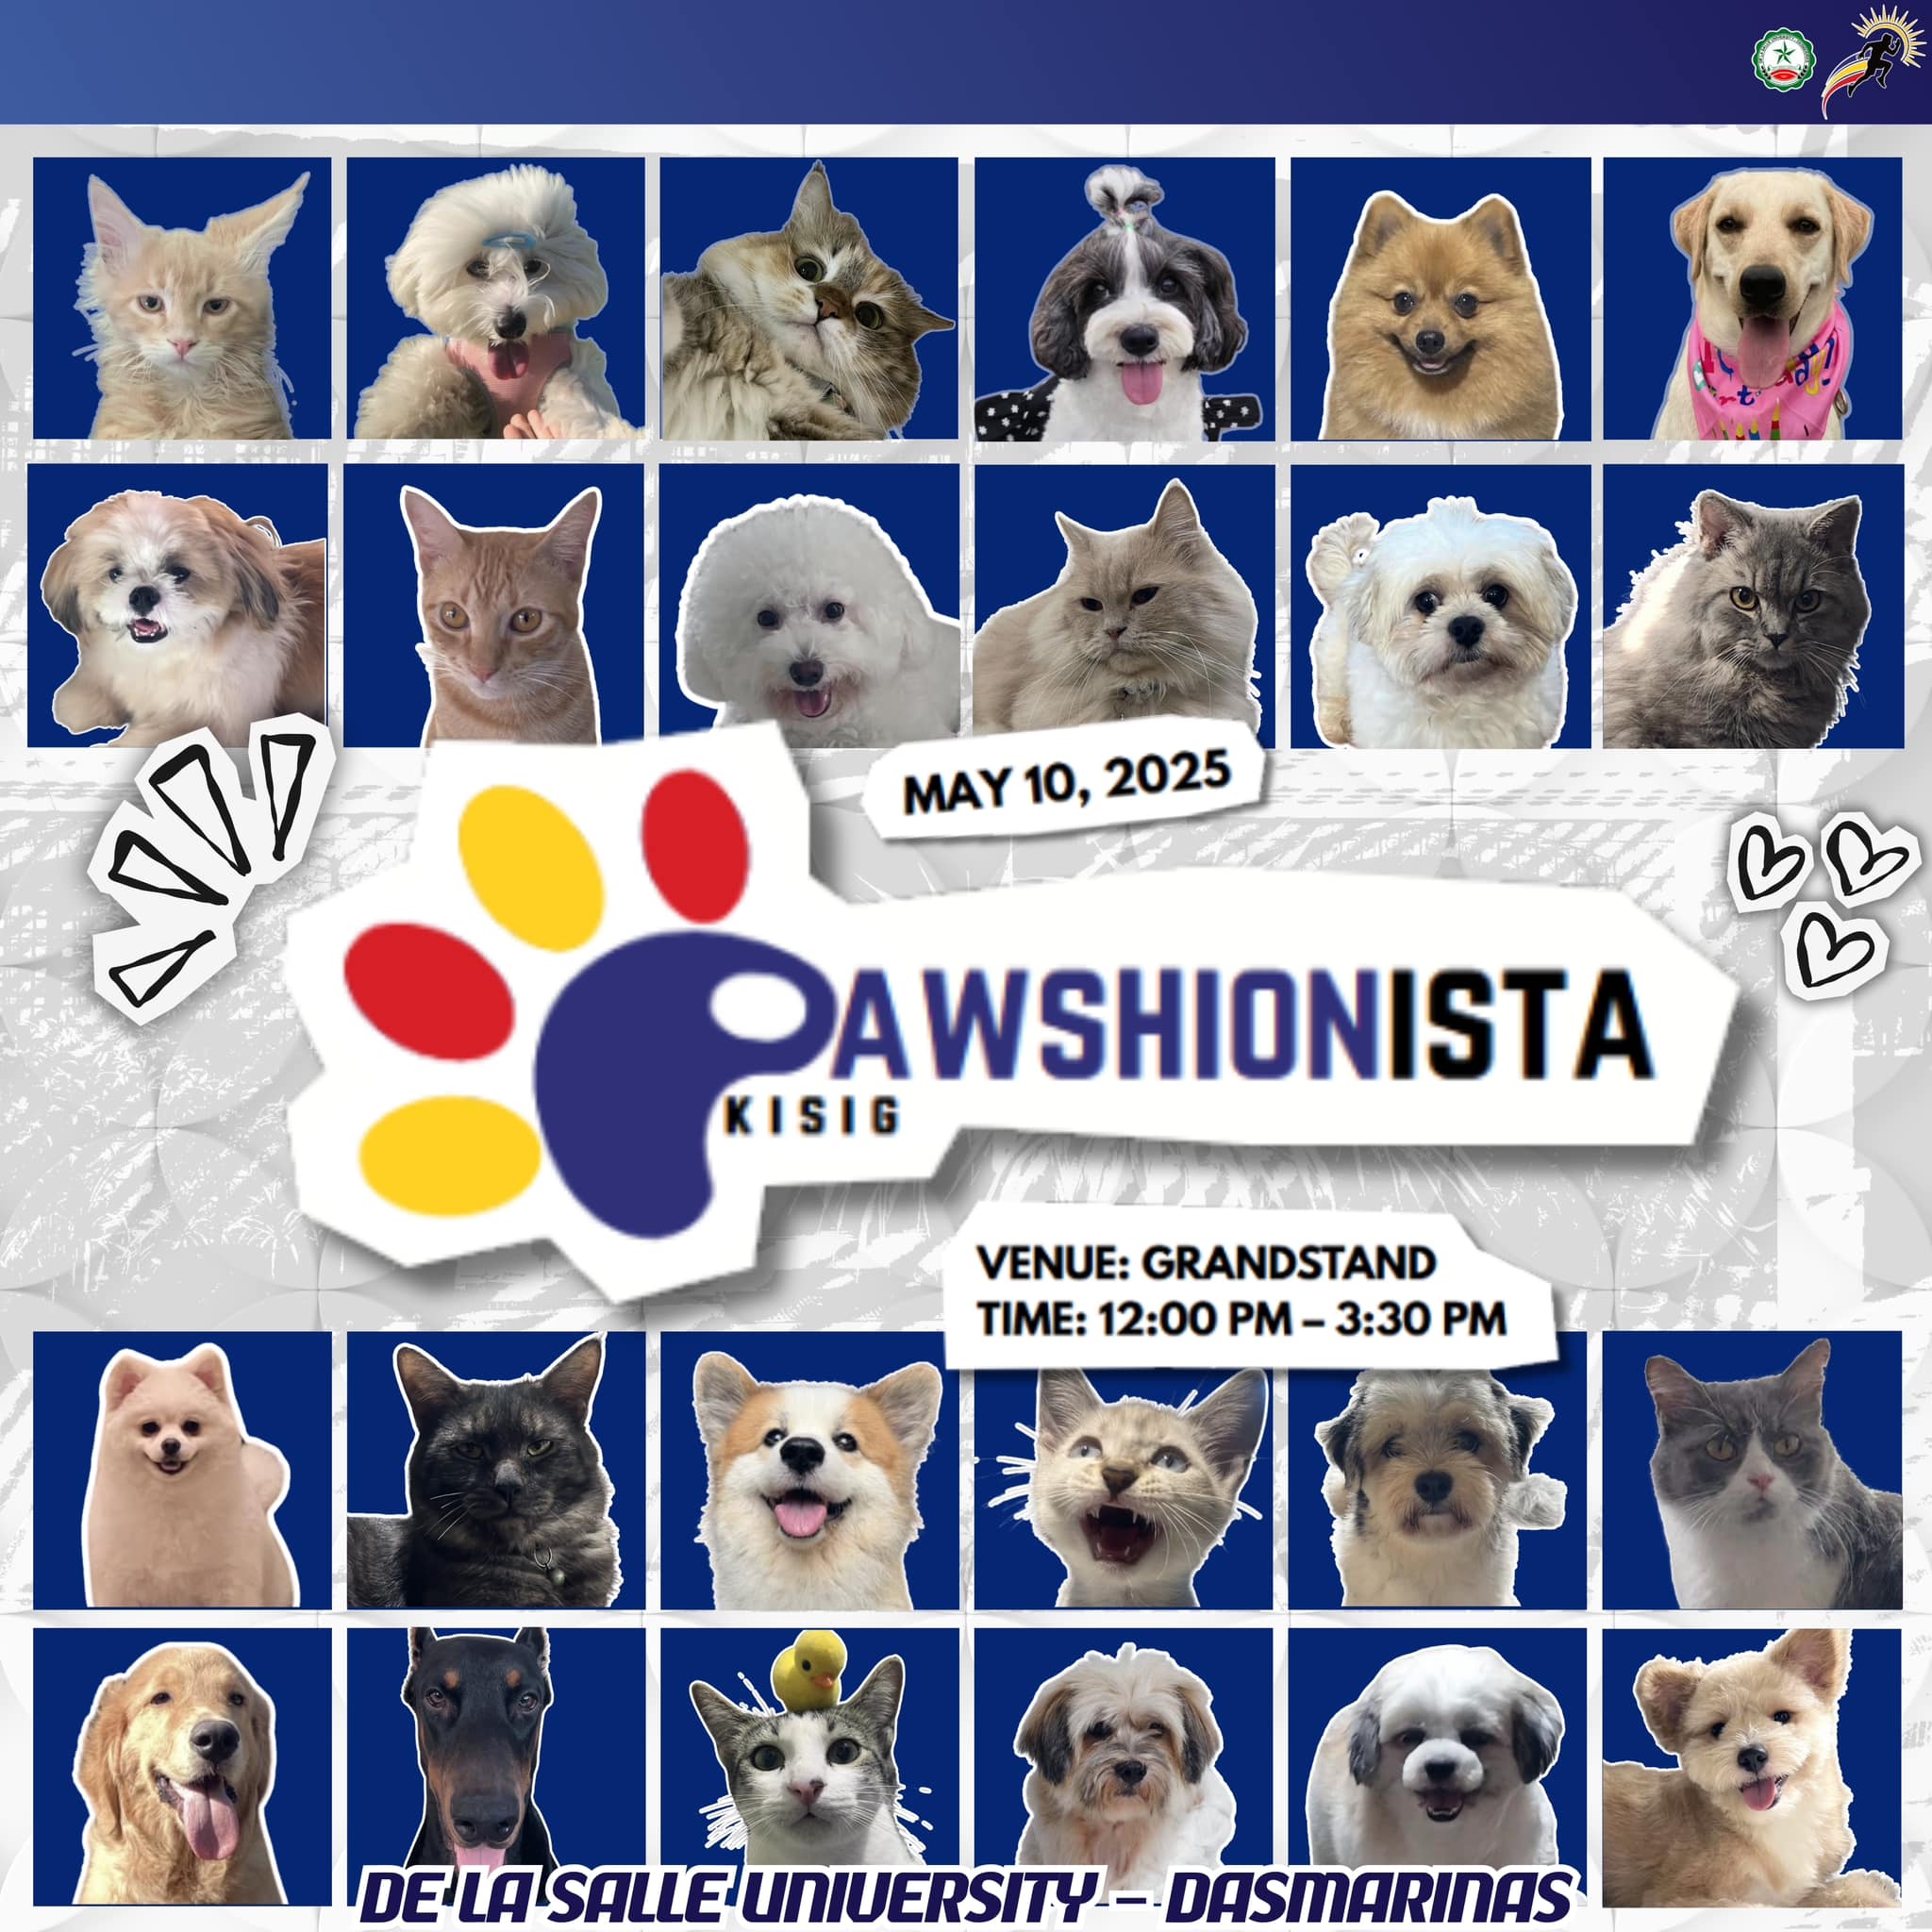 MAY 10, 2025
PAWSHIONISTA
KISIG
VENUE: GRANDSTAND
TIME: 12:00 PM – 3:30 PM
DE LA SALLE UNIVERSITY – DASMARINAS